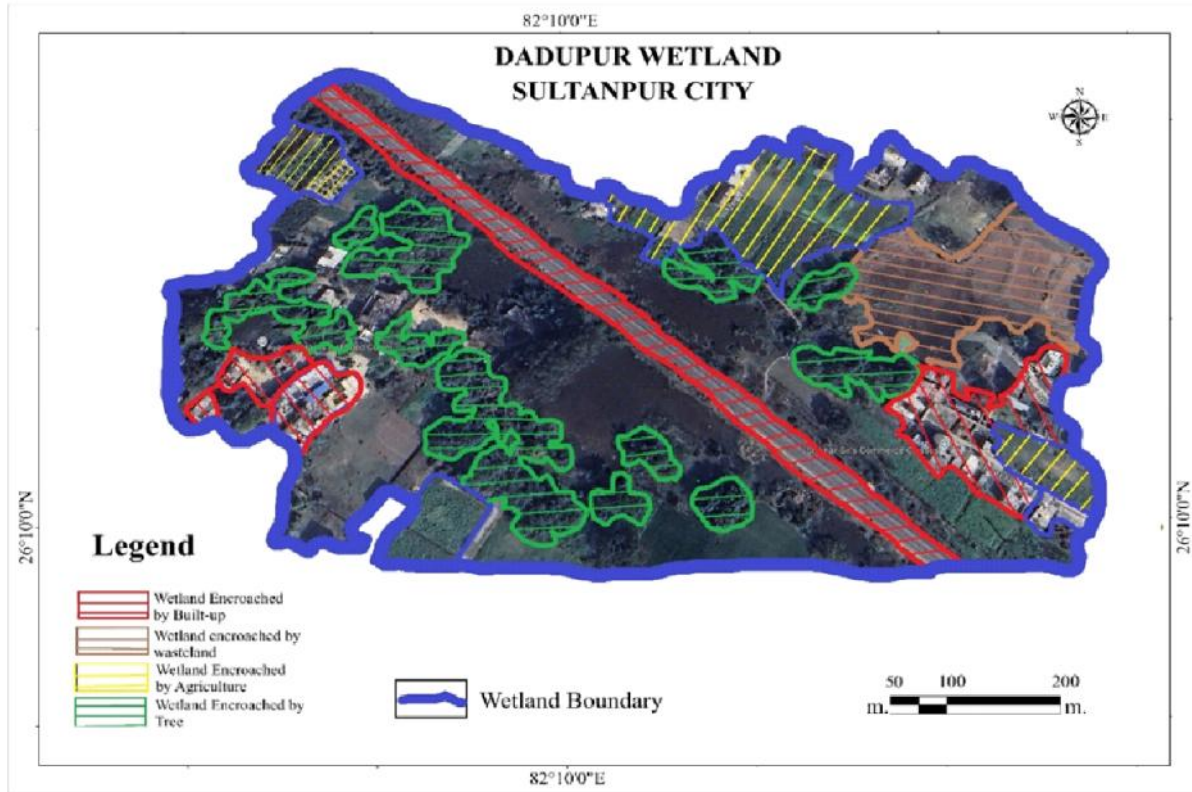 82°10'0"E
DADUPUR WETLAND
SULTANPUR CITY
N
W E
S
26°10'0"N
26°10'0"N
Legend
Wetland Encroached
by Built-up
Wetland encroached by
wasteland
Wetland Encroached
by Agriculture
Wetland Encroached by
Tree
Wetland Boundary
50 100 200
m. m.
82°10'0"E